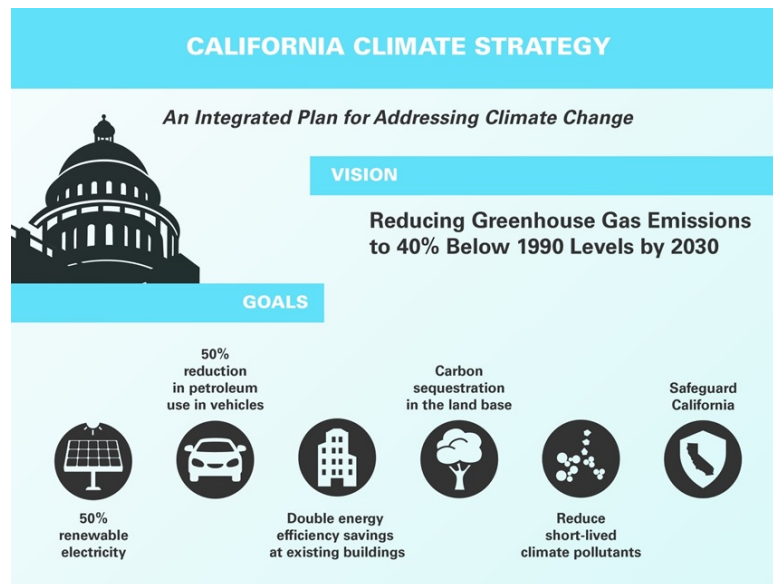 CALIFORNIA CLIMATE STRATEGY
An Integrated Plan for Addressing Climate Change
VISION
Reducing Greenhouse Gas Emissions
to 40% Below 1990 Levels by 2030
GOALS
50%
renewable
electricity
50%
reduction
in petroleum
use in vehicles
Double energy
efficiency savings
at existing buildings
Carbon
sequestration
in the land base
Reduce
short-lived
climate pollutants
Safeguard
California